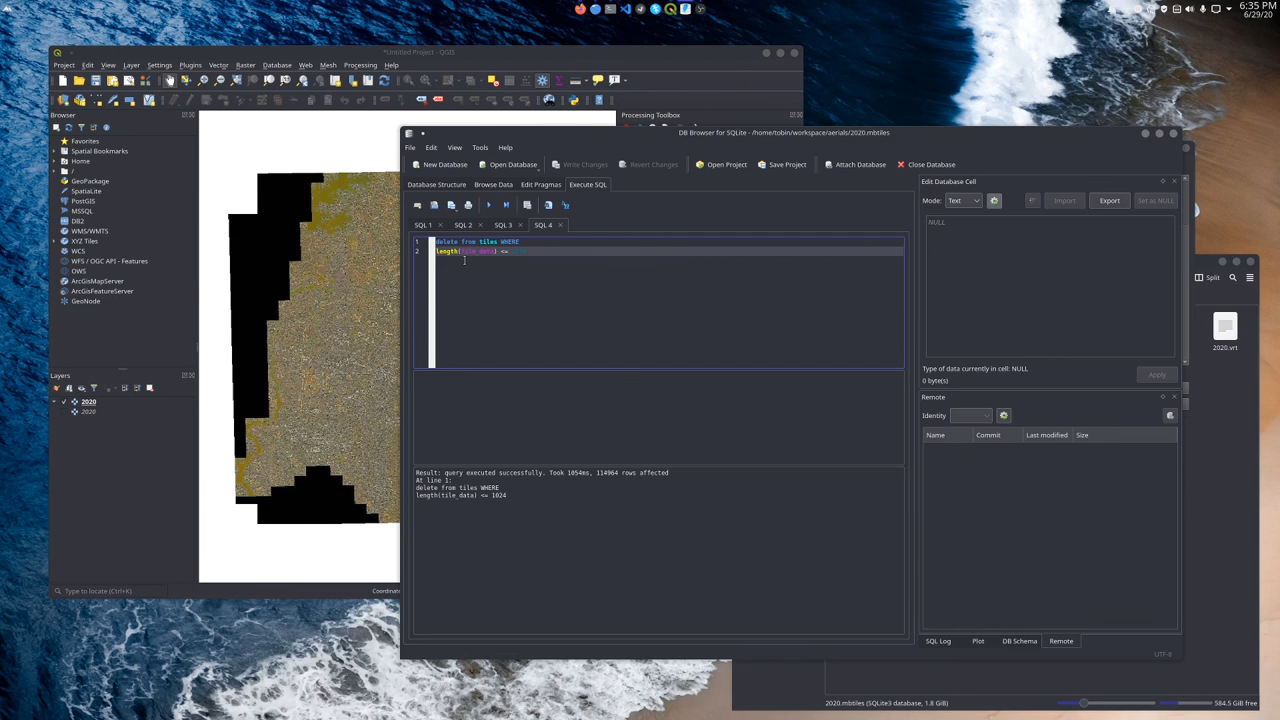 6:35 PM
6/29/20
*Untitled Project - QGIS
Project Edit View Layer Settings Plugins Vector Raster Database Web Mesh Processing Help
Browser
Favorites
Spatial Bookmarks
Home
/
GeoPackage
SpatiaLite
PostGIS
MSSQL
DB2
WMS/WMTS
XYZ Tiles
WCS
WFS / OGC API - Features
OWS
ArcGisMapServer
ArcGisFeatureServer
GeoNode
Layers
2020
2020
Type to locate (Ctrl+K)
Coordinate
Processing Toolbox
DB Browser for SQLite - /home/tobin/workspace/aerials/2020.mbtiles
File Edit View Tools Help
New Database Open Database Write Changes Revert Changes Open Project Save Project Attach Database Close Database
Database Structure Browse Data Edit Pragmas Execute SQL
SQL 1 SQL 2 SQL 3 SQL 4
1 delete from tiles WHERE
2 length(tile_data) <=
Result: query executed successfully. Took 1054ms, 114964 rows affected
At line 1:
delete from tiles WHERE
length(tile_data) <= 1024
Edit Database Cell
Mode: Text Import Export Set as NULL
NULL
Type of data currently in cell: NULL
0 byte(s)
Apply
Remote
Identity
Name Commit Last modified Size
SQL Log Plot DB Schema Remote
UTF-8
Split
2020.vrt
2020.mbtiles (SQLite3 database, 1.8 GiB)
584.5 GiB free